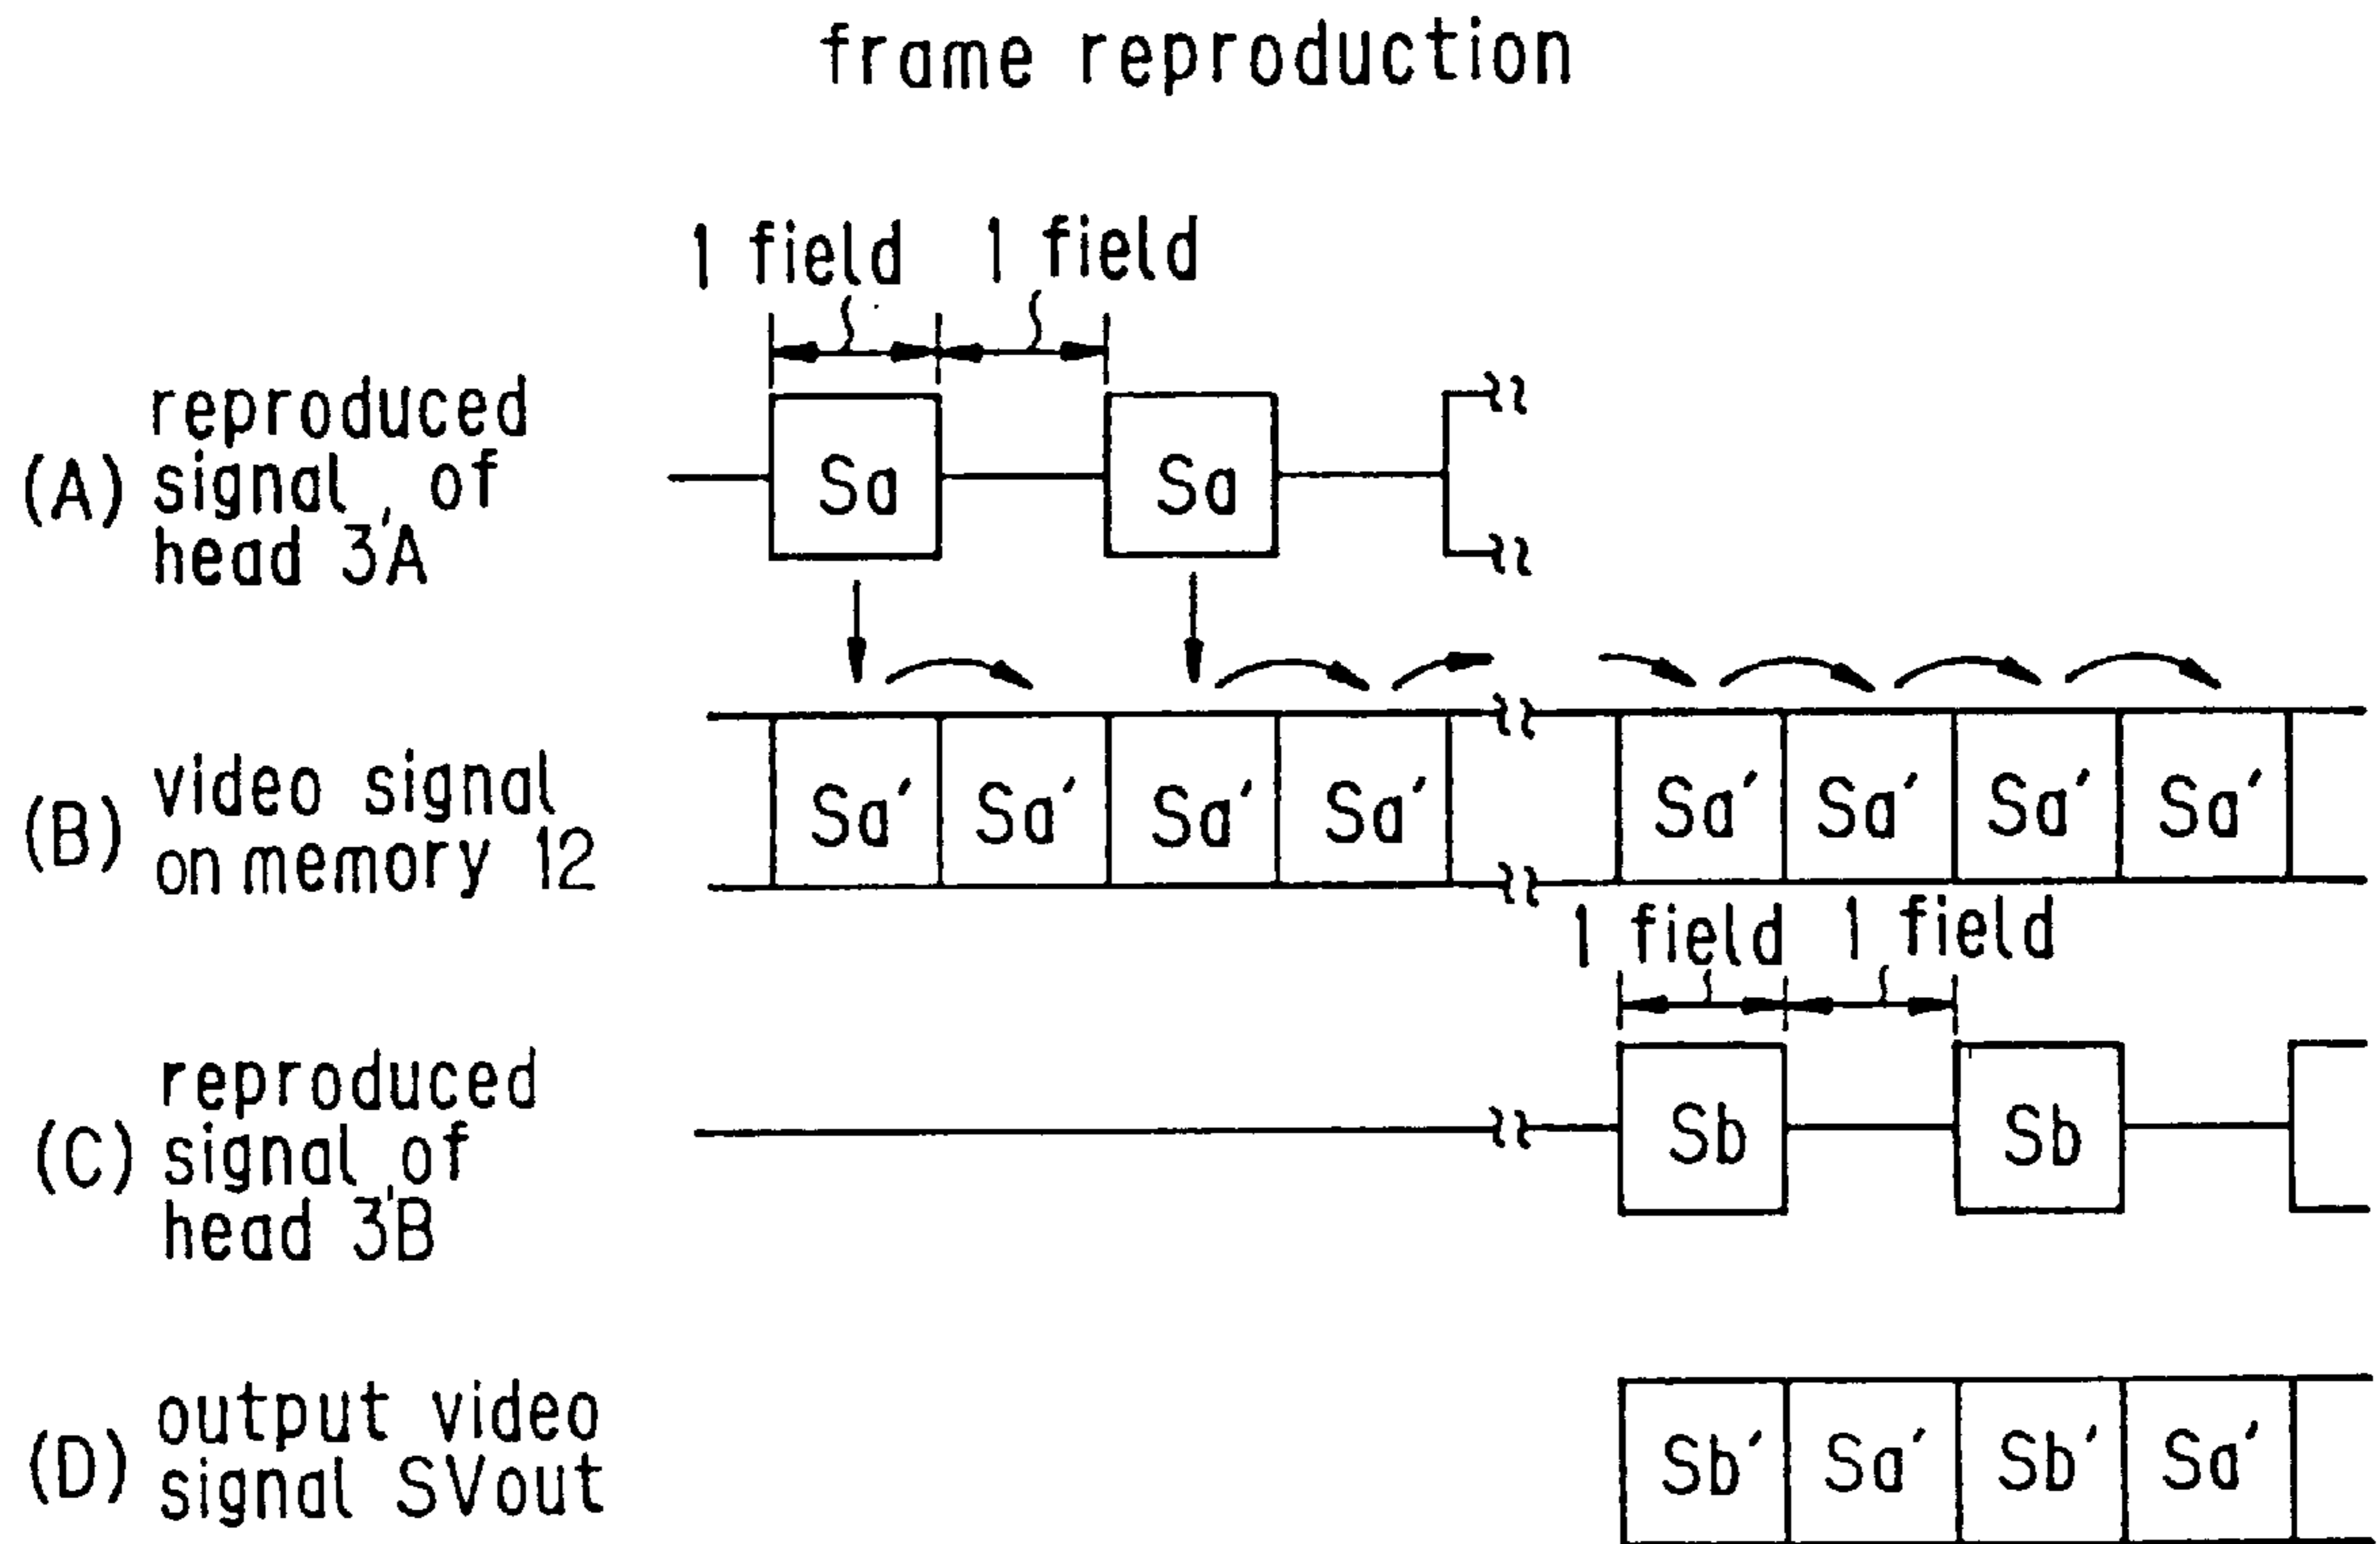 frame reproduction
1 field 1 field
(A) reproduced
signal of
head 3'A
Sa Sa
(B) video signal
on memory 12
Sa' Sa' Sa' Sa' Sa' Sa' Sa' Sa'
1 field 1 field
(C) reproduced
signal of
head 3'B
Sb Sb
(D) output video
signal SVout
Sb' Sa' Sb' Sa'